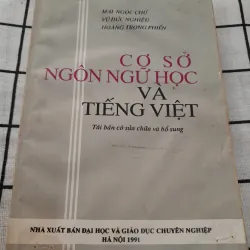 MAI NGỌC CHỪ
VŨ ĐỨC NGHIỆU
HOÀNG TRỌNG PHIẾN
CƠ SỞ
NGÔN NGỮ HỌC
VÀ
TIẾNG VIỆT
Tái bản có sửa chữa và bổ sung
NHÀ XUẤT BẢN ĐẠI HỌC VÀ GIÁO DỤC CHUYÊN NGHIỆP
HÀ NỘI 1991